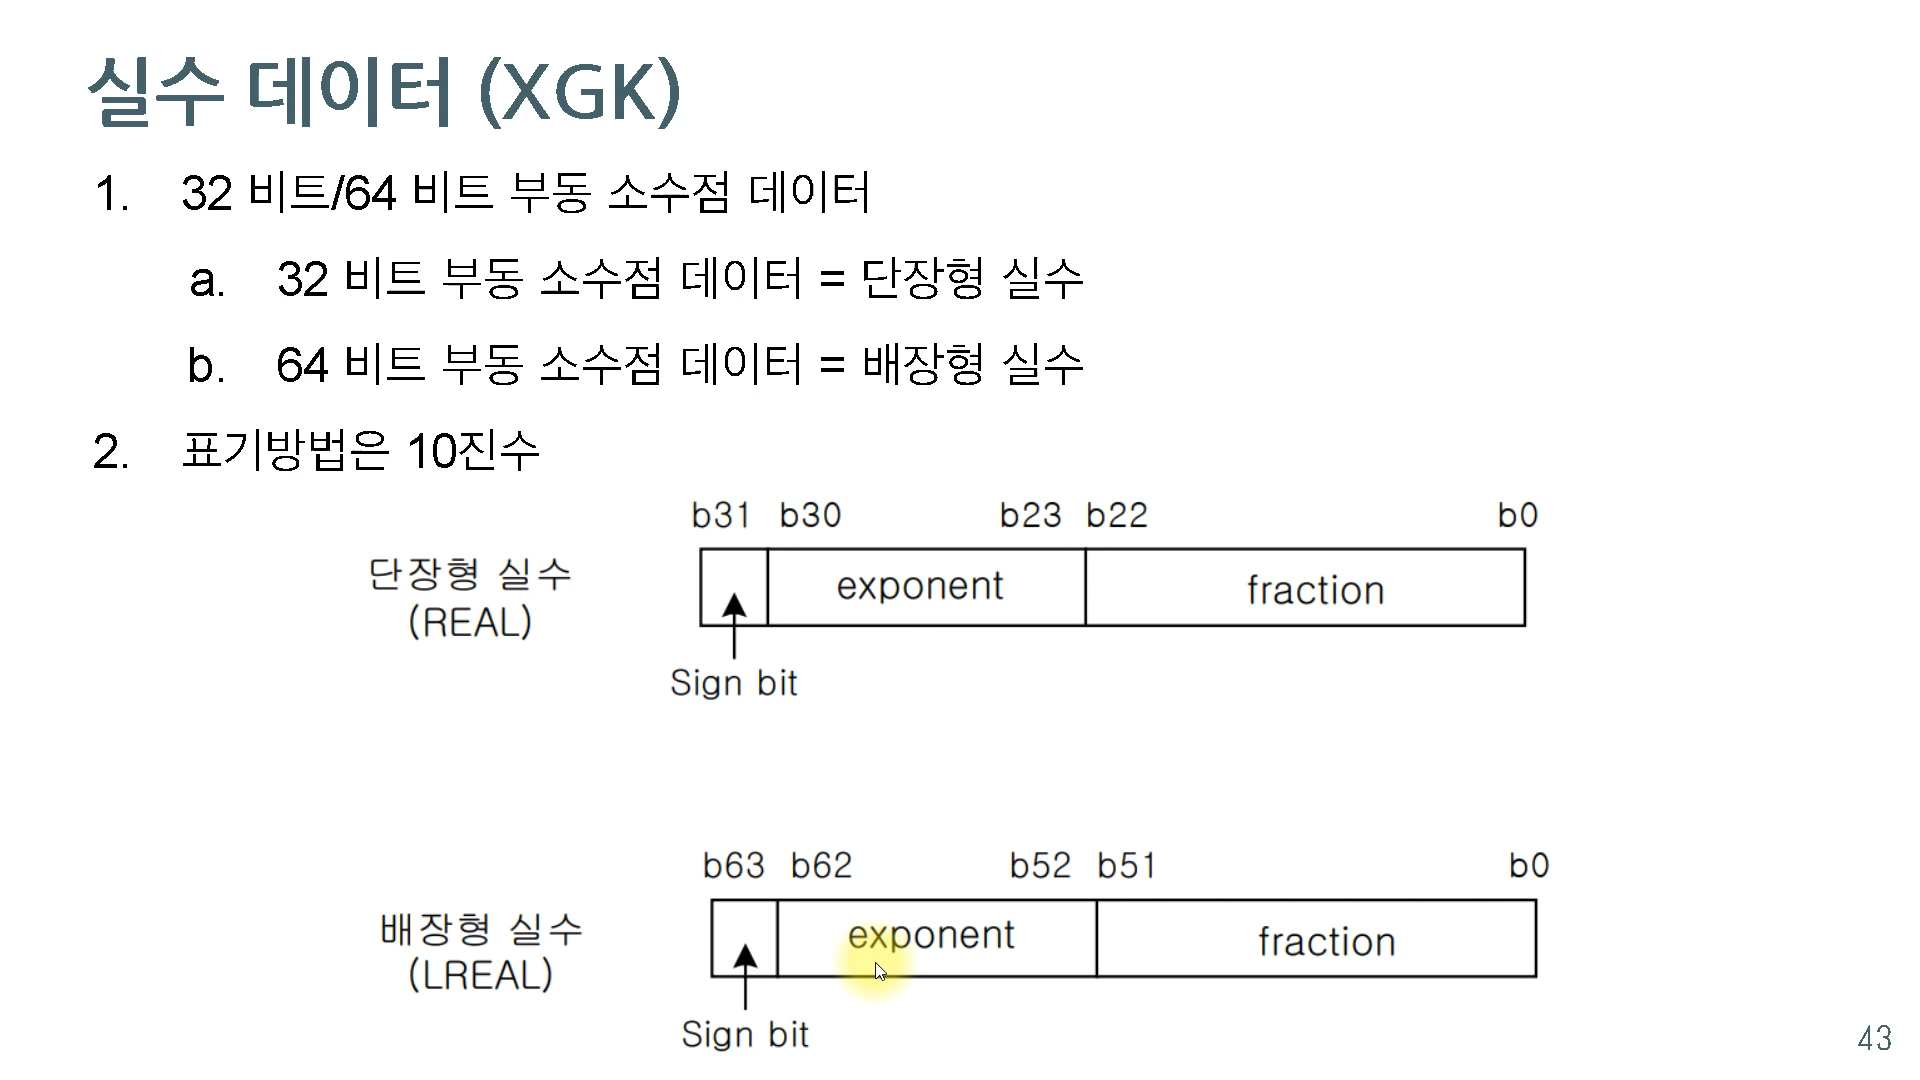 실수 데이터 (XGK)
1. 32 비트/64 비트 부동 소수점 데이터
a. 32 비트 부동 소수점 데이터 = 단장형 실수
b. 64 비트 부동 소수점 데이터 = 배장형 실수
2. 표기방법은 10진수
b31 b30 b23 b22 b0
단장형 실수
(REAL)
exponent fraction
Sign bit
b63 b62 b52 b51 b0
배장형 실수
(LREAL)
exponent fraction
Sign bit
43